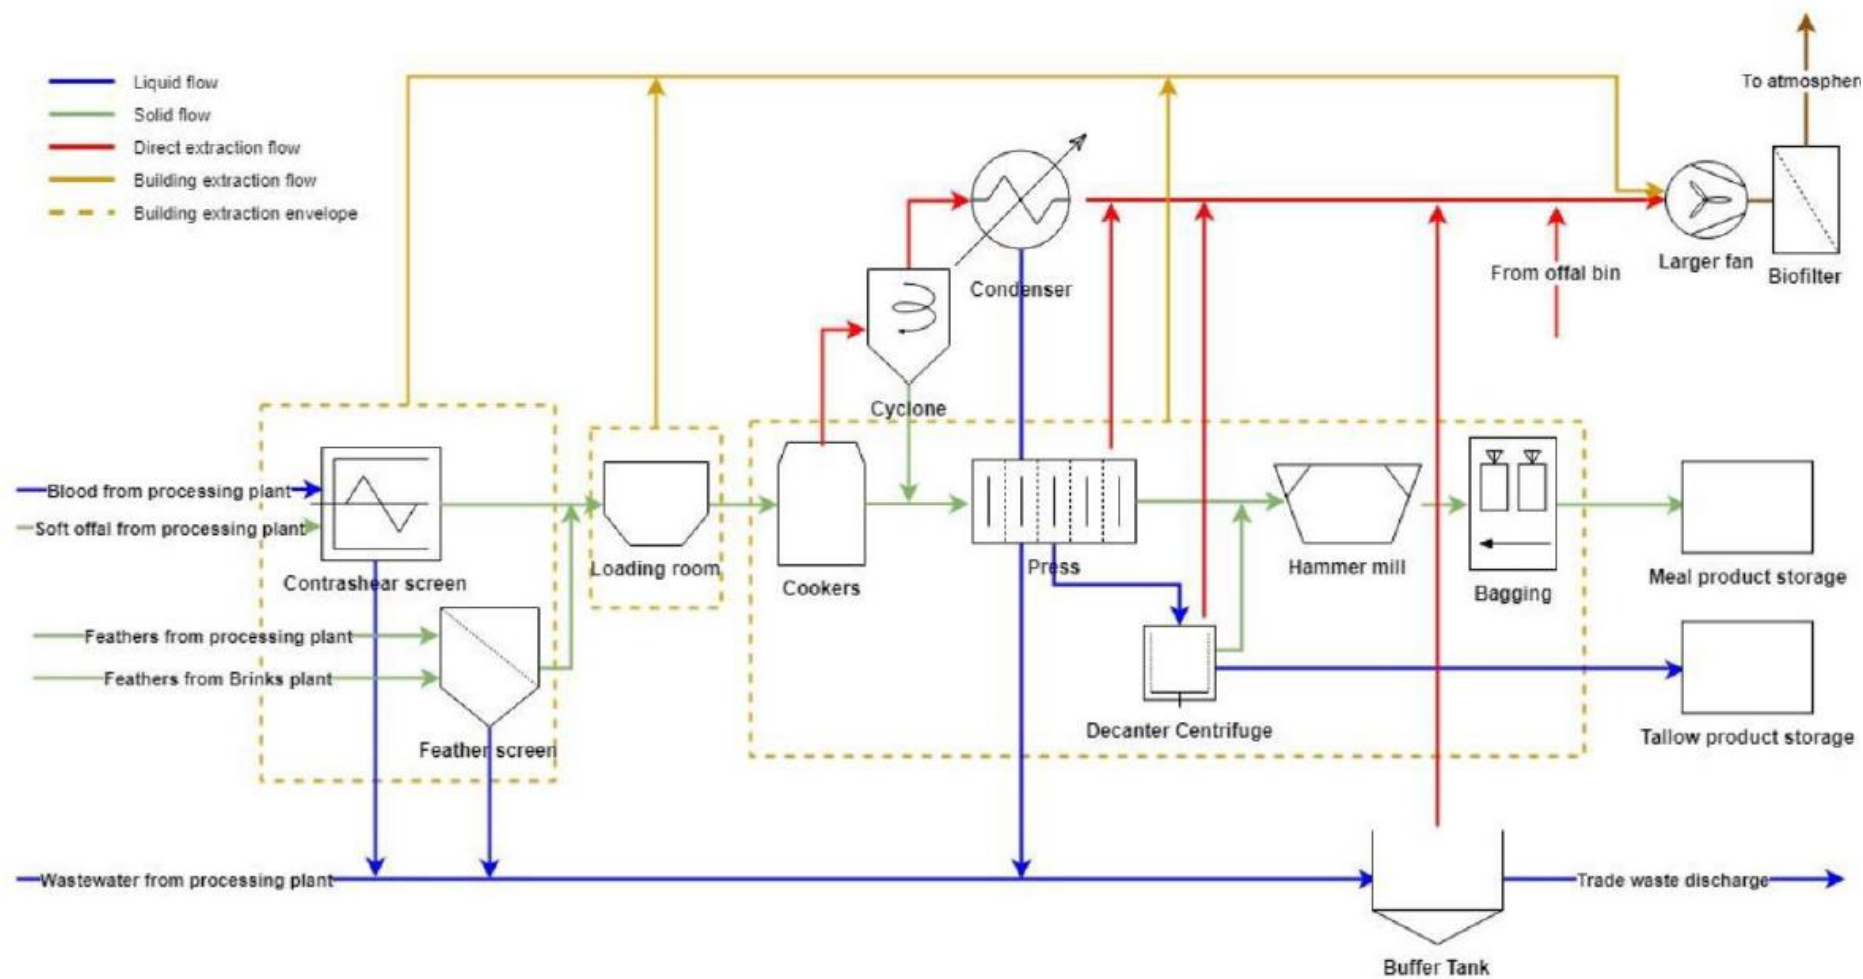 Liquid flow
Solid flow
Direct extraction flow
Building extraction flow
Building extraction envelope
To atmosphere
Larger fan
Biofilter
From offal bin
Condenser
Cyclone
Blood from processing plant
Soft offal from processing plant
Contrashear screen
Loading room
Cookers
Press
Hammer mill
Bagging
Meal product storage
Feathers from processing plant
Feathers from Brinks plant
Feather screen
Decanter Centrifuge
Tallow product storage
Wastewater from processing plant
Trade waste discharge
Buffer Tank